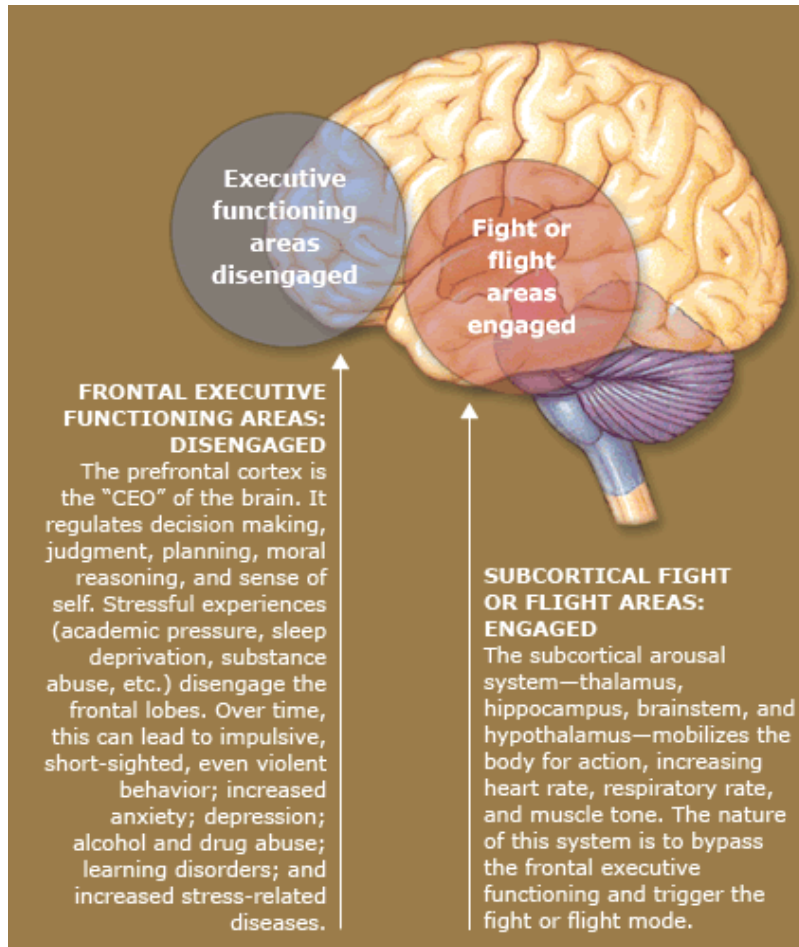 Executive
functioning
areas
disengaged
Fight or
flight
areas
engaged
FRONTAL EXECUTIVE
FUNCTIONING AREAS:
DISENGAGED
The prefrontal cortex is
the “CEO” of the brain. It
regulates decision making,
judgment, planning, moral
reasoning, and sense of
self. Stressful experiences
(academic pressure, sleep
deprivation, substance
abuse, etc.) disengage the
frontal lobes. Over time,
this can lead to impulsive,
short-sighted, even violent
behavior; increased
anxiety; depression;
alcohol and drug abuse;
learning disorders; and
increased stress-related
diseases.
SUBCORTICAL FIGHT
OR FLIGHT AREAS:
ENGAGED
The subcortical arousal
system—thalamus,
hippocampus, brainstem, and
hypothalamus—mobilizes the
body for action, increasing
heart rate, respiratory rate,
and muscle tone. The nature
of this system is to bypass
the frontal executive
functioning and trigger the
fight or flight mode.